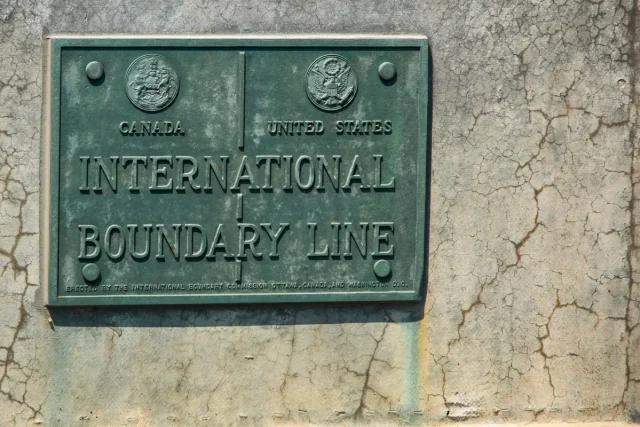 CANADA UNITED STATES
INTERNATIONAL
BOUNDARY LINE
ERECTED BY THE INTERNATIONAL BOUNDARY COMMISSION OTTAWA, CANADA, AND WASHINGTON D.C.